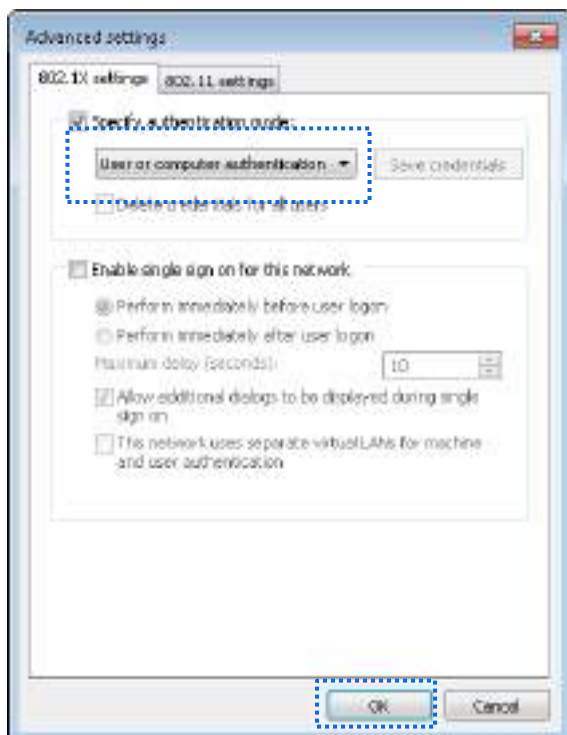 Advanced settings
802.1X settings
802.11 settings
Specify authentication mode:
User or computer authentication
Save credentials
Delete credentials for all users
Enable single sign on for this network
Perform immediately before user logon
Perform immediately after user logon
Maximum delay (seconds):
10
Allow additional dialogs to be displayed during single
sign on
This network uses separate virtual LANs for machine
and user authentication
OK
Cancel